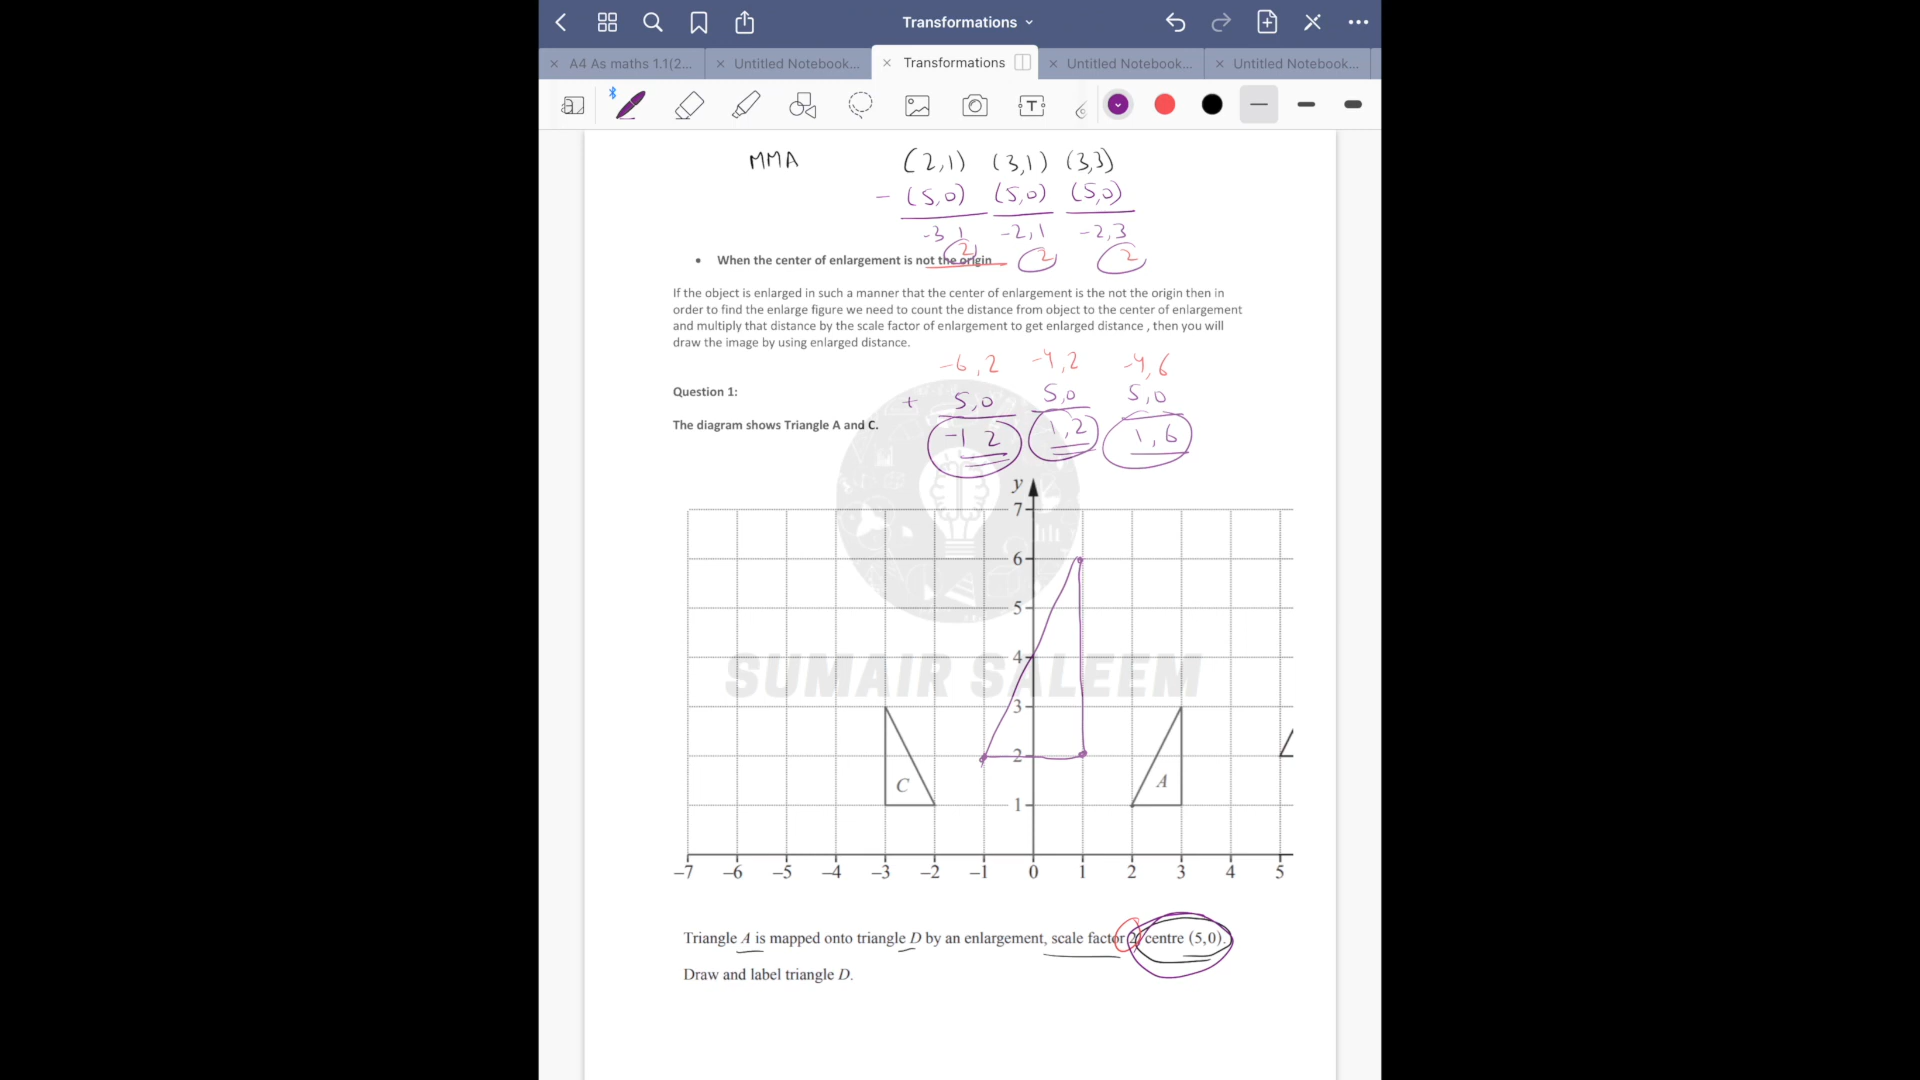 Transformations
A4 As maths 1.1(2... Untitled Notebook... Transformations Untitled Notebook... Untitled Notebook...
MMA (2,1) (3,1) (3,3)
- (5,0) (5,0) (5,0)
-3 1 -2,1 -2,3
2 2 2
• When the center of enlargement is not the origin
If the object is enlarged in such a manner that the center of enlargement is the not the origin then in
order to find the enlarge figure we need to count the distance from object to the center of enlargement
and multiply that distance by the scale factor of enlargement to get enlarged distance , then you will
draw the image by using enlarged distance.
-6,2 -4,2 -4,6
Question 1:
+ 5,0 5,0 5,0
The diagram shows Triangle A and C.
-1 2 1,2 1,6
y
7
6
5
4
SUMAIR SALEEM
3
2
C A
1
-7 -6 -5 -4 -3 -2 -1 0 1 2 3 4 5
Triangle A is mapped onto triangle D by an enlargement, scale factor 2, centre (5,0).
Draw and label triangle D.